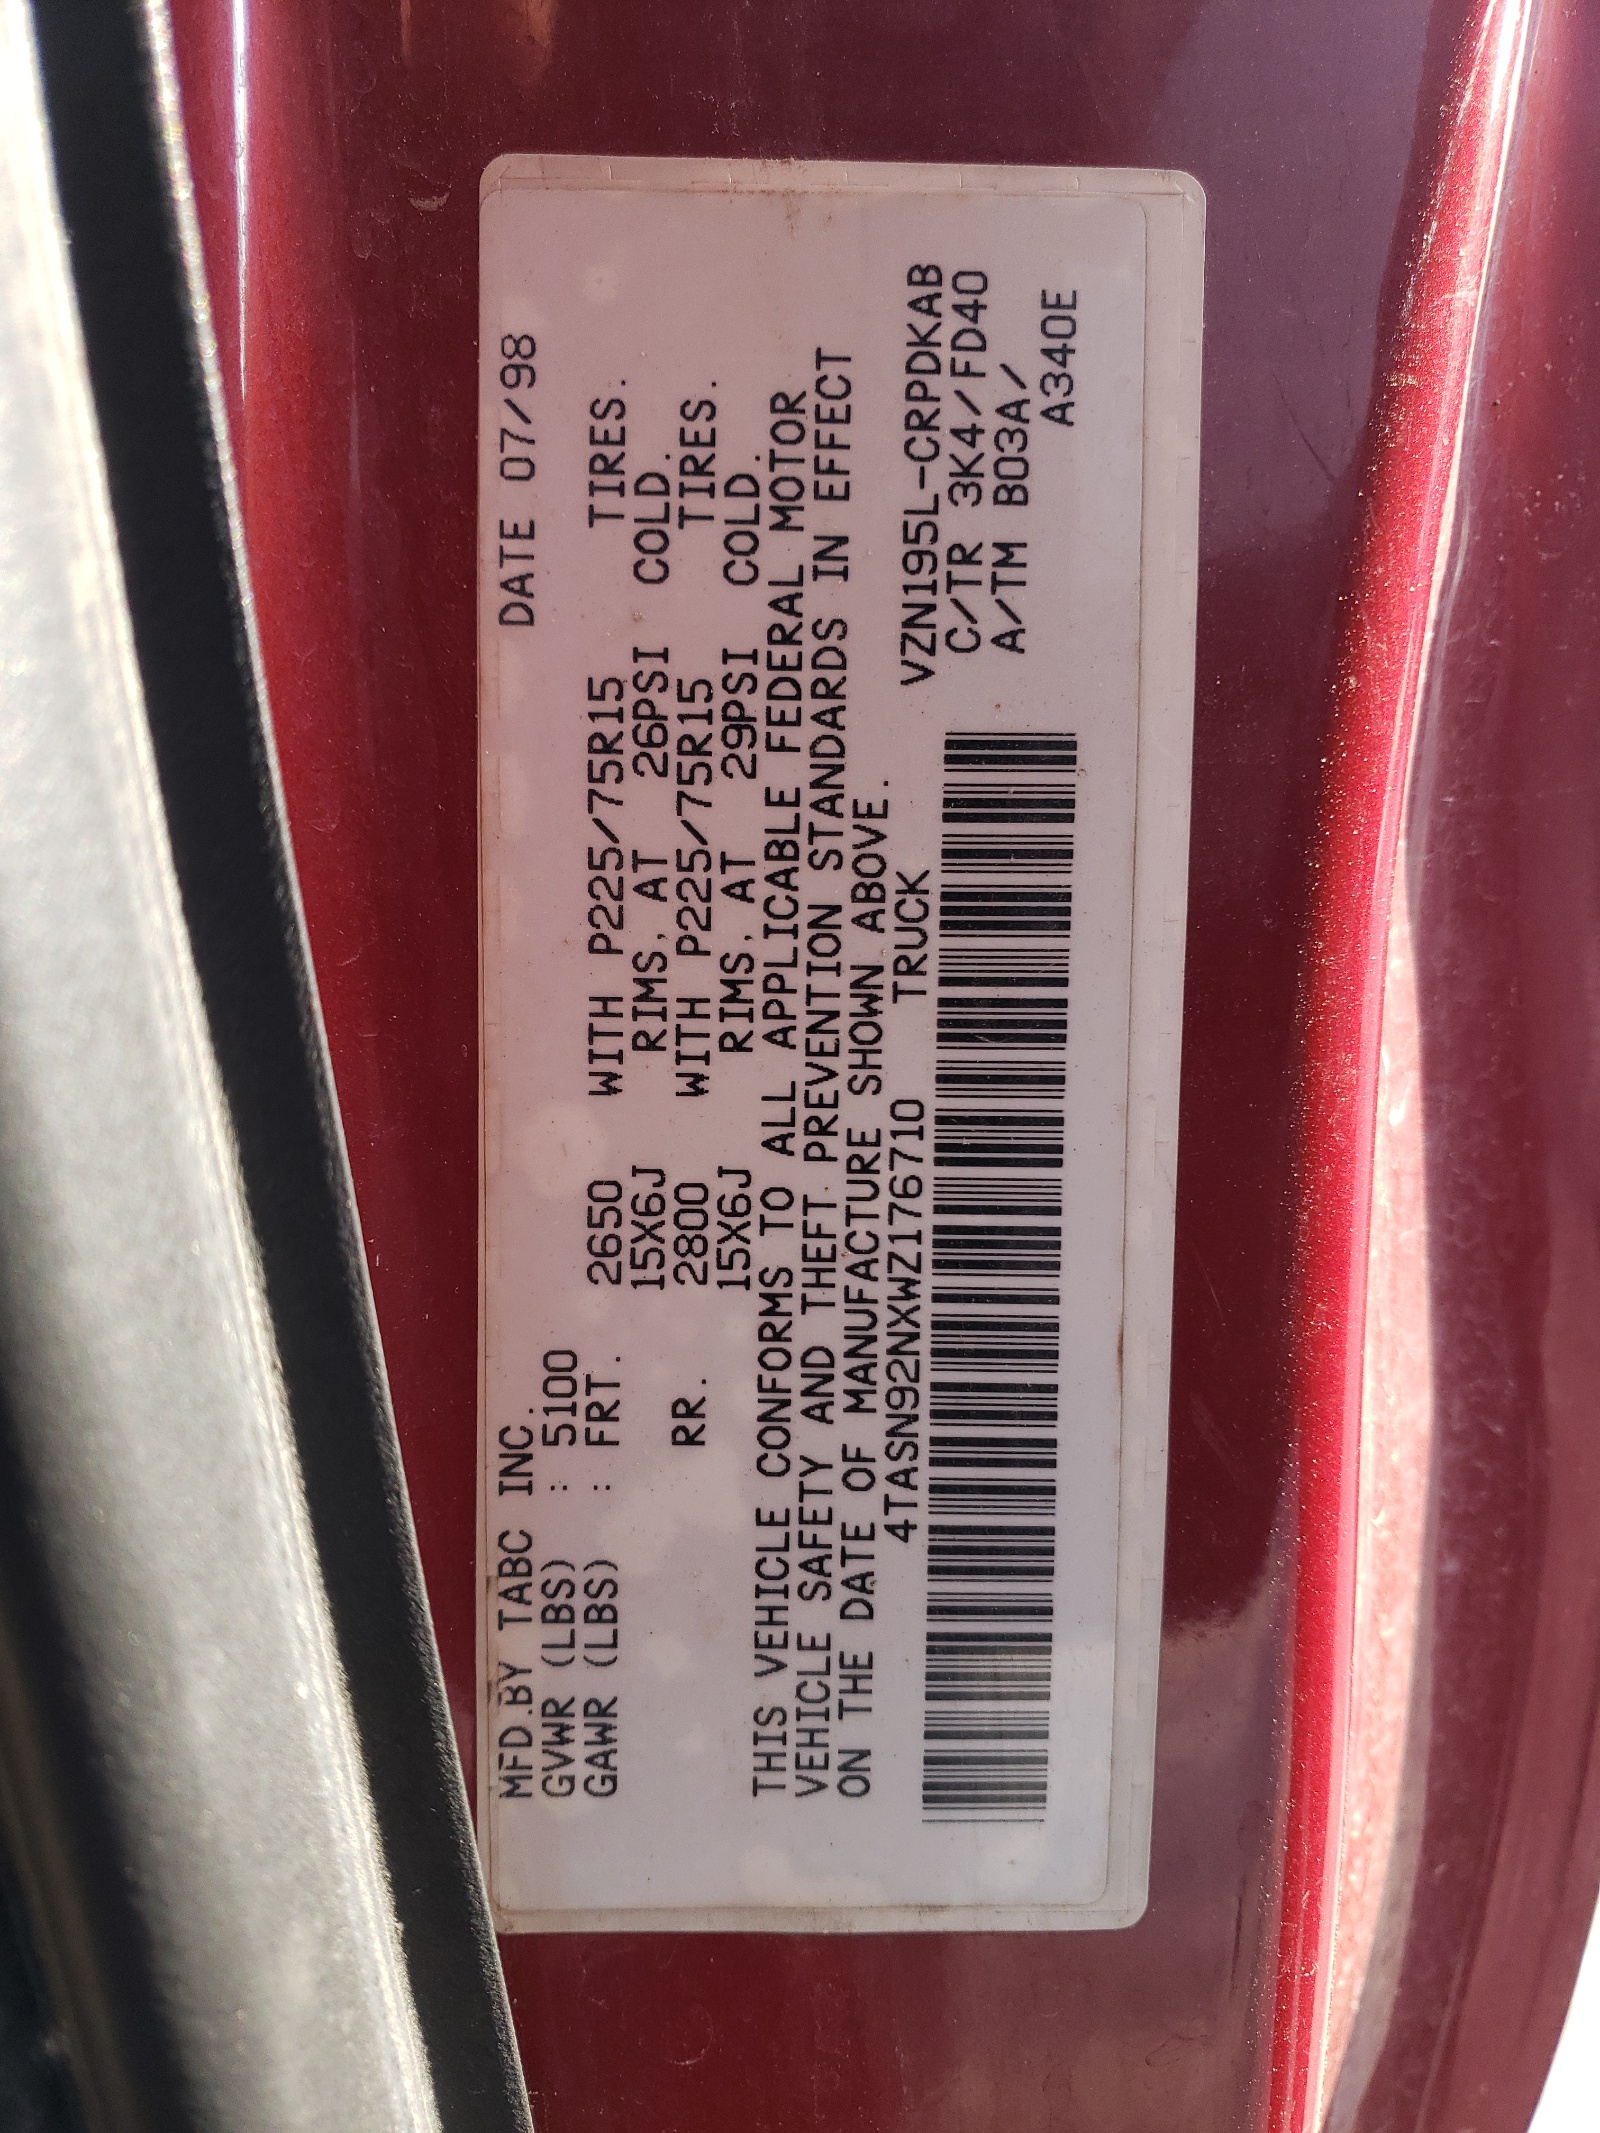 MFD.BY TABC INC. DATE 07/98
GVWR (LBS) : 5100
GAWR (LBS) : FRT. 2650 WITH P225/75R15 TIRES.
15X6J RIMS, AT 26PSI COLD.
RR. 2800 WITH P225/75R15 TIRES.
15X6J RIMS, AT 29PSI COLD.
THIS VEHICLE CONFORMS TO ALL APPLICABLE FEDERAL MOTOR
VEHICLE SAFETY AND THEFT PREVENTION STANDARDS IN EFFECT
ON THE DATE OF MANUFACTURE SHOWN ABOVE.
4TASN92NXWZ176710 TRUCK
VZN195L-CRPDKAB
C/TR 3K4/FD40
A/TM B03A/
A340E